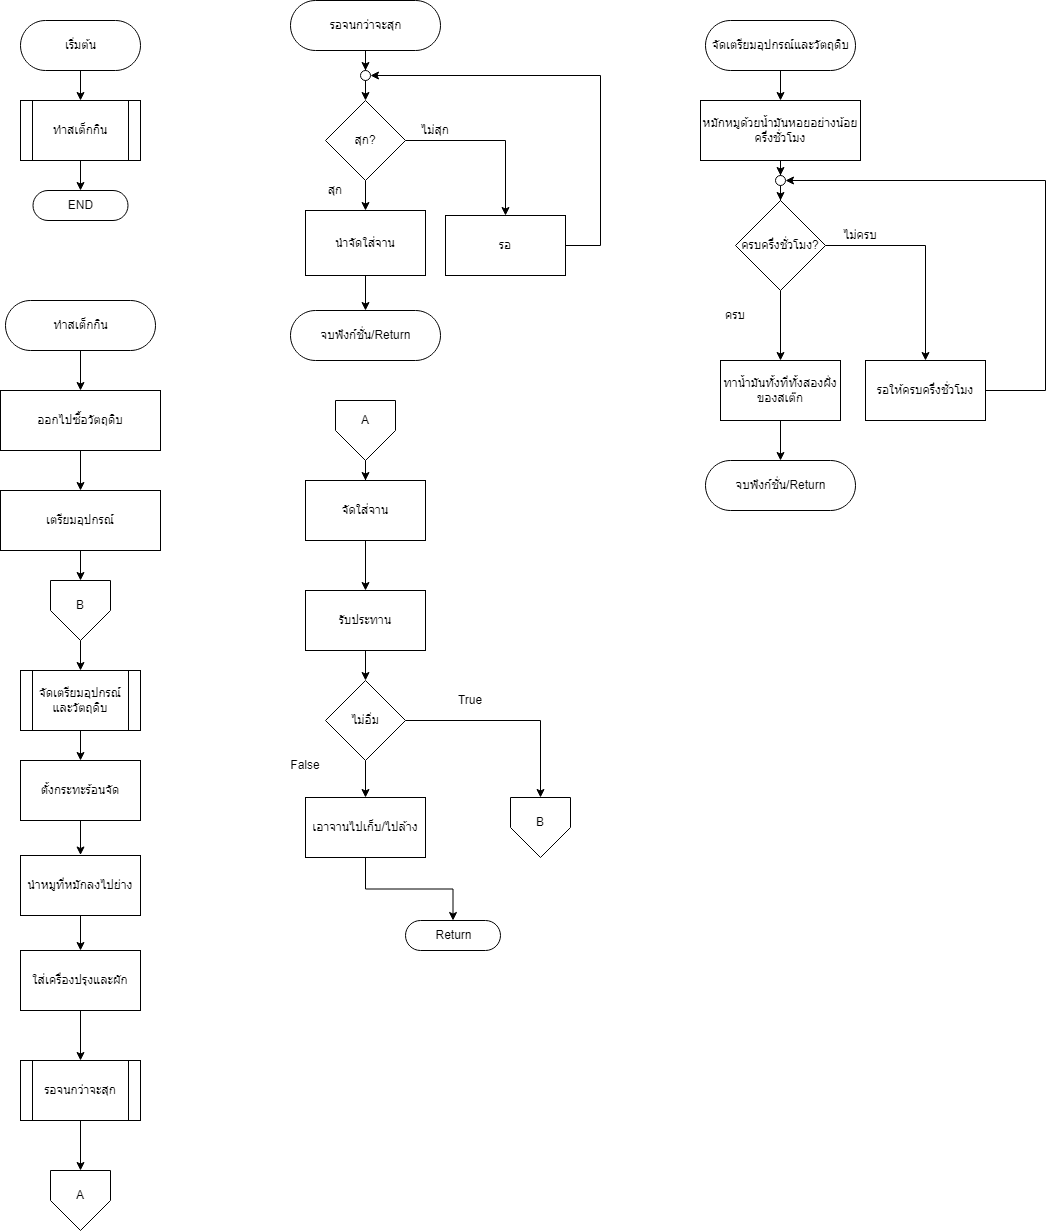 เริ่มต้น
ทำสเต็กกิน
END
ทำสเต็กกิน
ออกไปซื้อวัตถุดิบ
เตรียมอุปกรณ์
B
จัดเตรียมอุปกรณ์
และวัตถุดิบ
ตั้งกระทะร้อนจัด
นำหมูที่หมักลงไปย่าง
ใส่เครื่องปรุงและผัก
รอจนกว่าจะสุก
A
รอจนกว่าจะสุก
สุก?
ไม่สุก
สุก
นำจัดใส่จาน
รอ
จบฟังก์ชั่น/Return
A
จัดใส่จาน
รับประทาน
ไม่อิ่ม
True
False
เอาจานไปเก็บ/ไปล้าง
B
Return
จัดเตรียมอุปกรณ์และวัตถุดิบ
หมักหมูด้วยน้ำมันหอยอย่างน้อย
ครึ่งชั่วโมง
ครบครึ่งชั่วโมง?
ไม่ครบ
ครบ
ทาน้ำมันทั้งที่ทั้งสองฝั่ง
ของสเต๊ก
รอให้ครบครึ่งชั่วโมง
จบฟังก์ชั่น/Return